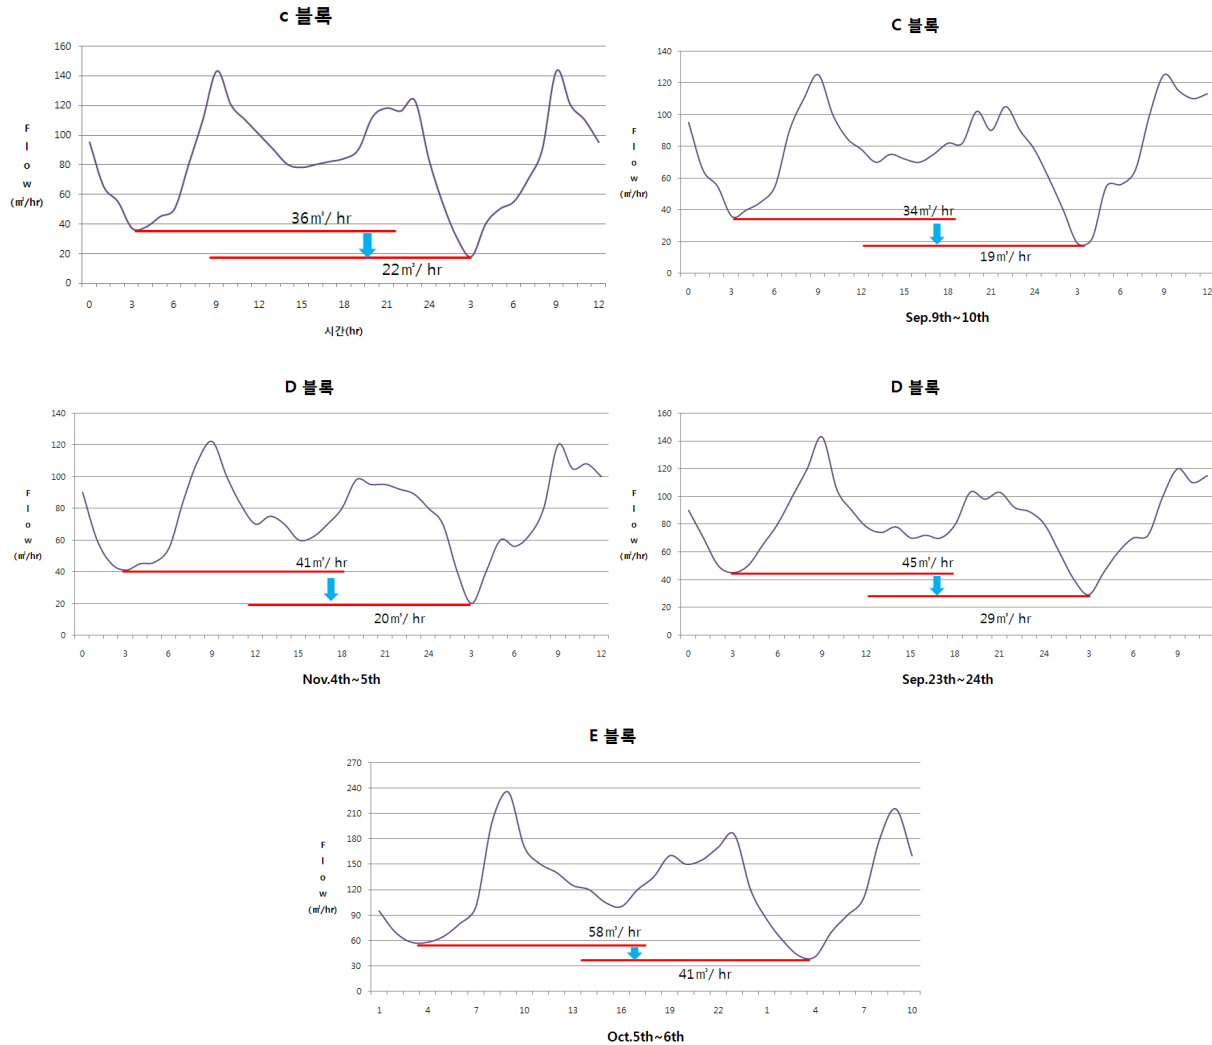 c 블록
160
140
120
100
80
60
40
20
0
F
l
o
w
(㎥/hr)
36㎥/ hr
22㎥/ hr
0 3 6 9 12 15 18 21 24 3 6 9 12
시간(hr)
C 블록
140
120
100
80
60
40
20
0
F
l
o
w
(㎥/hr)
34㎥/ hr
19㎥/ hr
0 3 6 9 12 15 18 21 24 3 6 9 12
Sep.9th~10th
D 블록
140
120
100
80
60
40
20
0
F
l
o
w
(㎥/hr)
41㎥/ hr
20㎥/ hr
0 3 6 9 12 15 18 21 24 3 6 9 12
Nov.4th~5th
D 블록
160
140
120
100
80
60
40
20
0
F
l
o
w
(㎥/hr)
45㎥/ hr
29㎥/ hr
0 3 6 9 12 15 18 21 24 3 6 9
Sep.23th~24th
E 블록
270
240
210
180
150
120
90
60
30
0
F
l
o
w
(㎥/hr)
58㎥/ hr
41㎥/ hr
1 4 7 10 13 16 19 22 1 4 7 10
Oct.5th~6th